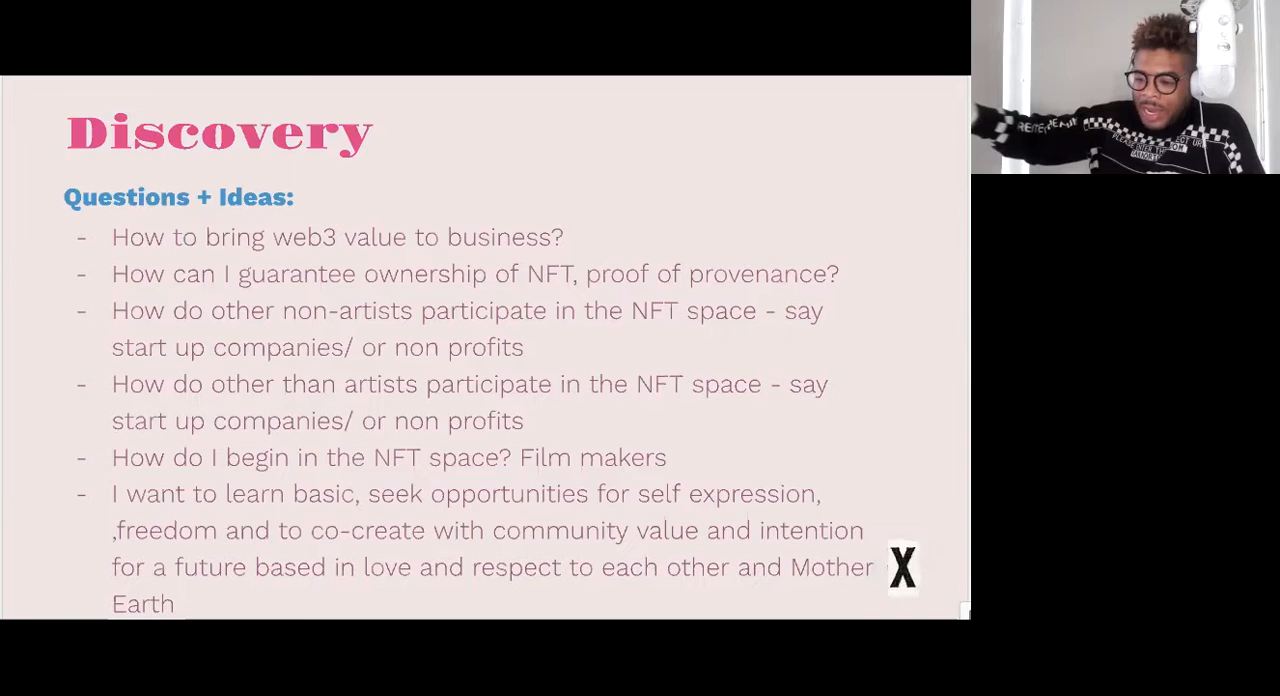 Discovery
Questions + Ideas:
- How to bring web3 value to business?
- How can I guarantee ownership of NFT, proof of provenance?
- How do other non-artists participate in the NFT space - say
start up companies/ or non profits
- How do other than artists participate in the NFT space - say
start up companies/ or non profits
- How do I begin in the NFT space? Film makers
- I want to learn basic, seek opportunities for self expression,
,freedom and to co-create with community value and intention
for a future based in love and respect to each other and Mother
Earth
X
PLEASE